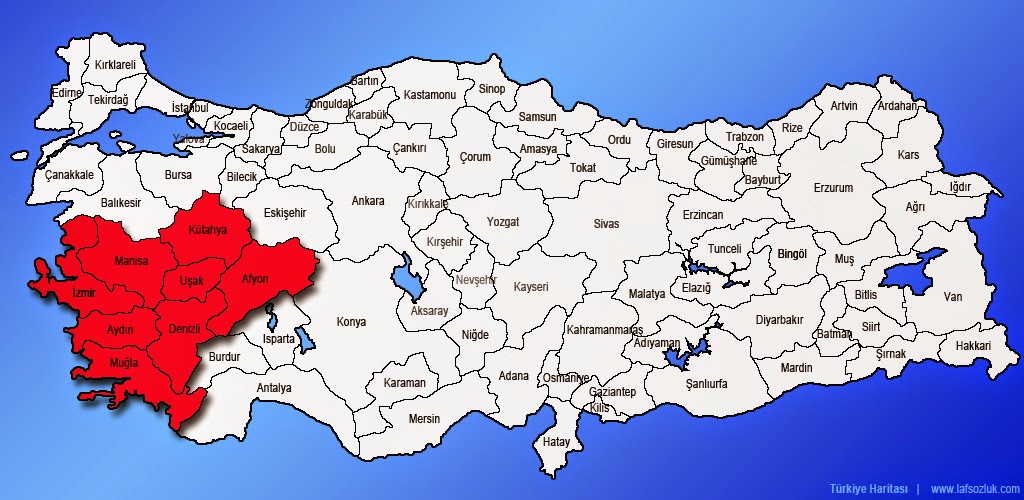 Kırklareli
Edirne
Tekirdağ
İstanbul
Kocaeli
Yalova
Sakarya
Düzce
Zonguldak
Bartın
Karabük
Kastamonu
Sinop
Samsun
Bolu
Çankırı
Çorum
Amasya
Ordu
Tokat
Giresun
Trabzon
Gümüşhane
Bayburt
Rize
Artvin
Ardahan
Kars
Iğdır
Ağrı
Erzurum
Çanakkale
Balıkesir
Bursa
Bilecik
Eskişehir
Ankara
Kırıkkale
Yozgat
Sivas
Erzincan
Tunceli
Bingöl
Muş
Elazığ
Bitlis
Van
Kütahya
Manisa
Uşak
Afyon
İzmir
Aydın
Denizli
Muğla
Burdur
Isparta
Antalya
Konya
Aksaray
Kırşehir
Nevşehir
Kayseri
Niğde
Karaman
Mersin
Adana
Kahramanmaraş
Malatya
Adıyaman
Osmaniye
Gaziantep
Kilis
Hatay
Şanlıurfa
Diyarbakır
Mardin
Batman
Siirt
Şırnak
Hakkari
Türkiye Haritası | www.lafsozluk.com